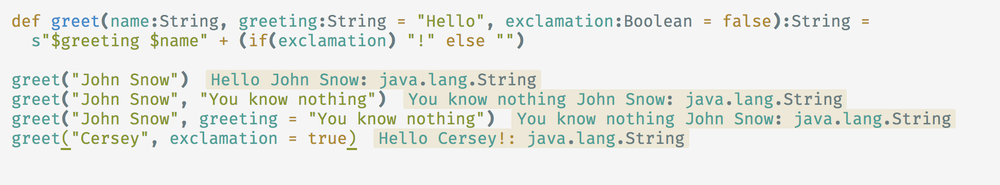 def greet(name:String, greeting:String = "Hello", exclamation:Boolean = false):String =
  s"$greeting $name" + (if(exclamation) "!" else "")

greet("John Snow") Hello John Snow: java.lang.String
greet("John Snow", "You know nothing") You know nothing John Snow: java.lang.String
greet("John Snow", greeting = "You know nothing") You know nothing John Snow: java.lang.String
greet("Cersey", exclamation = true) Hello Cersey!: java.lang.String